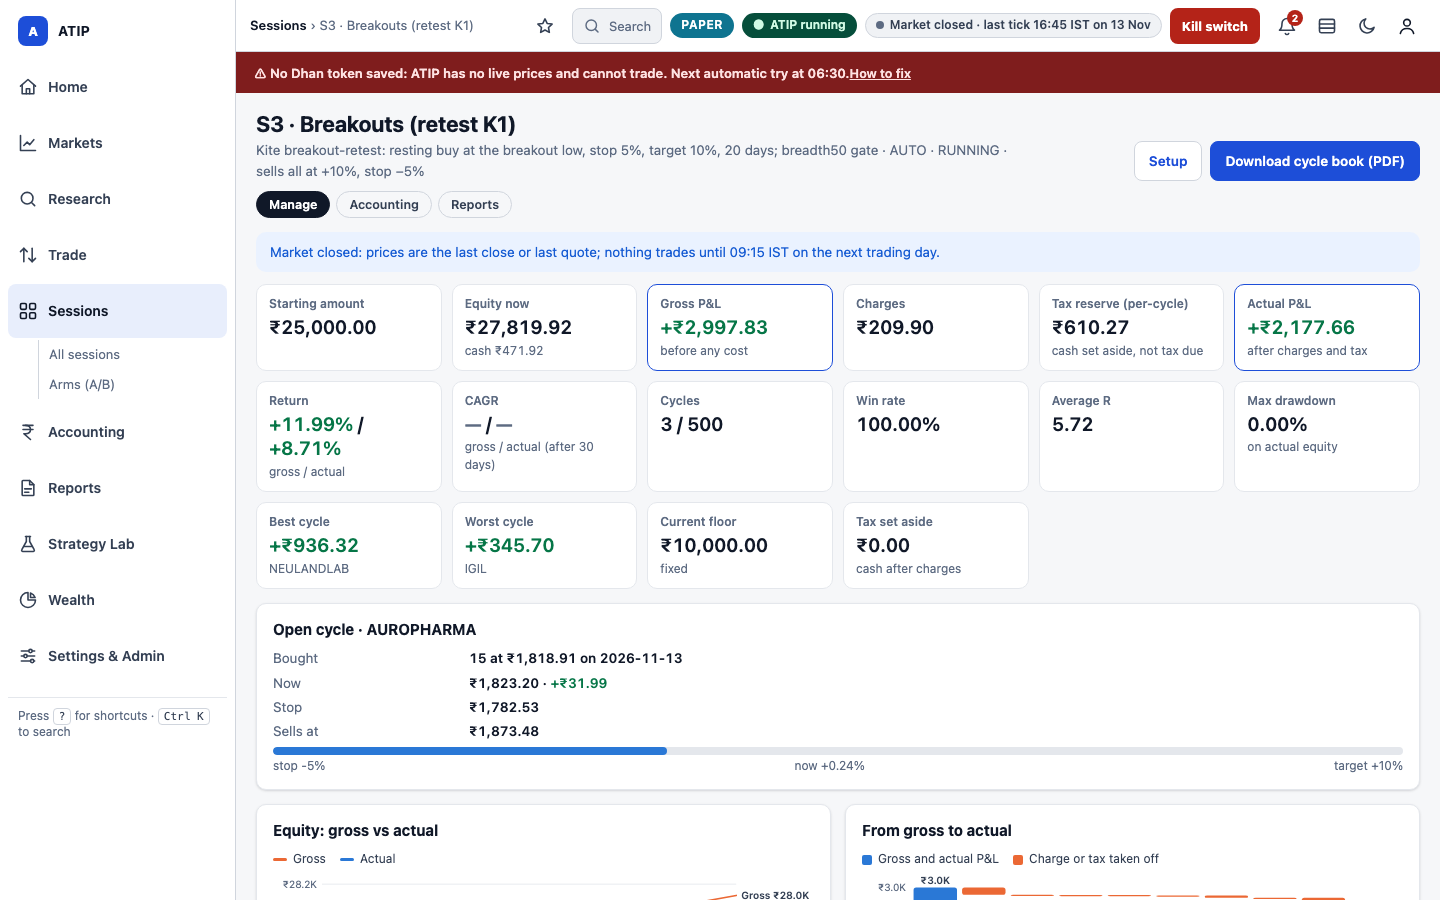 A ATIP
Home
Markets
Research
Trade
Sessions
All sessions
Arms (A/B)
Accounting
Reports
Strategy Lab
Wealth
Settings & Admin
Press ? for shortcuts · Ctrl K
to search
Sessions › S3 · Breakouts (retest K1)
Search
PAPER
ATIP running
Market closed · last tick 16:45 IST on 13 Nov
Kill switch
2
⚠ No Dhan token saved: ATIP has no live prices and cannot trade. Next automatic try at 06:30.How to fix
S3 · Breakouts (retest K1)
Kite breakout-retest: resting buy at the breakout low, stop 5%, target 10%, 20 days; breadth50 gate · AUTO · RUNNING ·
sells all at +10%, stop −5%
Setup
Download cycle book (PDF)
Manage
Accounting
Reports
Market closed: prices are the last close or last quote; nothing trades until 09:15 IST on the next trading day.
Starting amount
₹25,000.00
Equity now
₹27,819.92
cash ₹471.92
Gross P&L
+₹2,997.83
before any cost
Charges
₹209.90
Tax reserve (per-cycle)
₹610.27
cash set aside, not tax due
Actual P&L
+₹2,177.66
after charges and tax
Return
+11.99% /
+8.71%
gross / actual
CAGR
— / —
gross / actual (after 30
days)
Cycles
3 / 500
Win rate
100.00%
Average R
5.72
Max drawdown
0.00%
on actual equity
Best cycle
+₹936.32
NEULANDLAB
Worst cycle
+₹345.70
IGIL
Current floor
₹10,000.00
fixed
Tax set aside
₹0.00
cash after charges
Open cycle · AUROPHARMA
Bought 15 at ₹1,818.91 on 2026-11-13
Now ₹1,823.20 · +₹31.99
Stop ₹1,782.53
Sells at ₹1,873.48
stop -5% now +0.24% target +10%
Equity: gross vs actual
Gross Actual
₹28.2K
Gross ₹28.0K
From gross to actual
Gross and actual P&L Charge or tax taken off
₹3.0K
₹3.0K